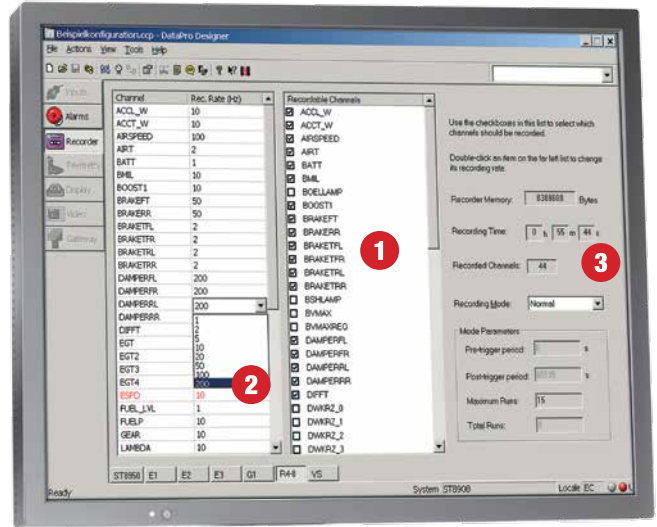 Beispielkonfiguration.ccp - DataPro Designer
File Actions View Tools Help
Inputs
Alarms
Recorder
Telemetry
Display
Video
Gateway
Channel Rec. Rate (Hz)
ACCL_W 10
ACCT_W 10
AIRSPEED 100
AIRT 2
BATT 1
BMIL 10
BOOST1 10
BRAKEFT 50
BRAKERR 50
BRAKETFL 2
BRAKETFR 2
BRAKETRL 2
BRAKETRR 2
DAMPERFL 200
DAMPERFR 200
DAMPERRL 200
DAMPERRR
DIFFT
EGT
EGT2
EGT3
EGT4
1
2
5
10
20
50
100
200
2
ESPD 10
FUEL_LVL 1
FUELP 10
GEAR 10
LAMBDA 10
Recordable Channels
ACCL_W
ACCT_W
AIRSPEED
AIRT
BATT
BMIL
BOELLAMP
BOOST1
BRAKEFT
BRAKERR
BRAKETFL
BRAKETFR
BRAKETRL
BRAKETRR
BSHLAMP
BVMAX
BVMAXREG
DAMPERFL
DAMPERFR
DAMPERRL
DAMPERRR
DIFFT
DWKRZ_0
DWKRZ_1
DWKRZ_2
DWKRZ_3
1
Use the checkboxes in this list to select which
channels should be recorded.
Double-click an item on the far left list to change
its recording rate.
Recorder Memory: 8388608 Bytes
Recording Time: 0 h 55 m 44 s
3
Recorded Channels: 44
Recording Mode: Normal
Mode Parameters
Pre-trigger period: s
Post-trigger period: 65535 s
Maximum Runs: 15
Total Runs:
ST8958 E1 E2 E3 G1 R4-8 VS
Ready System ST8908 Locale EC